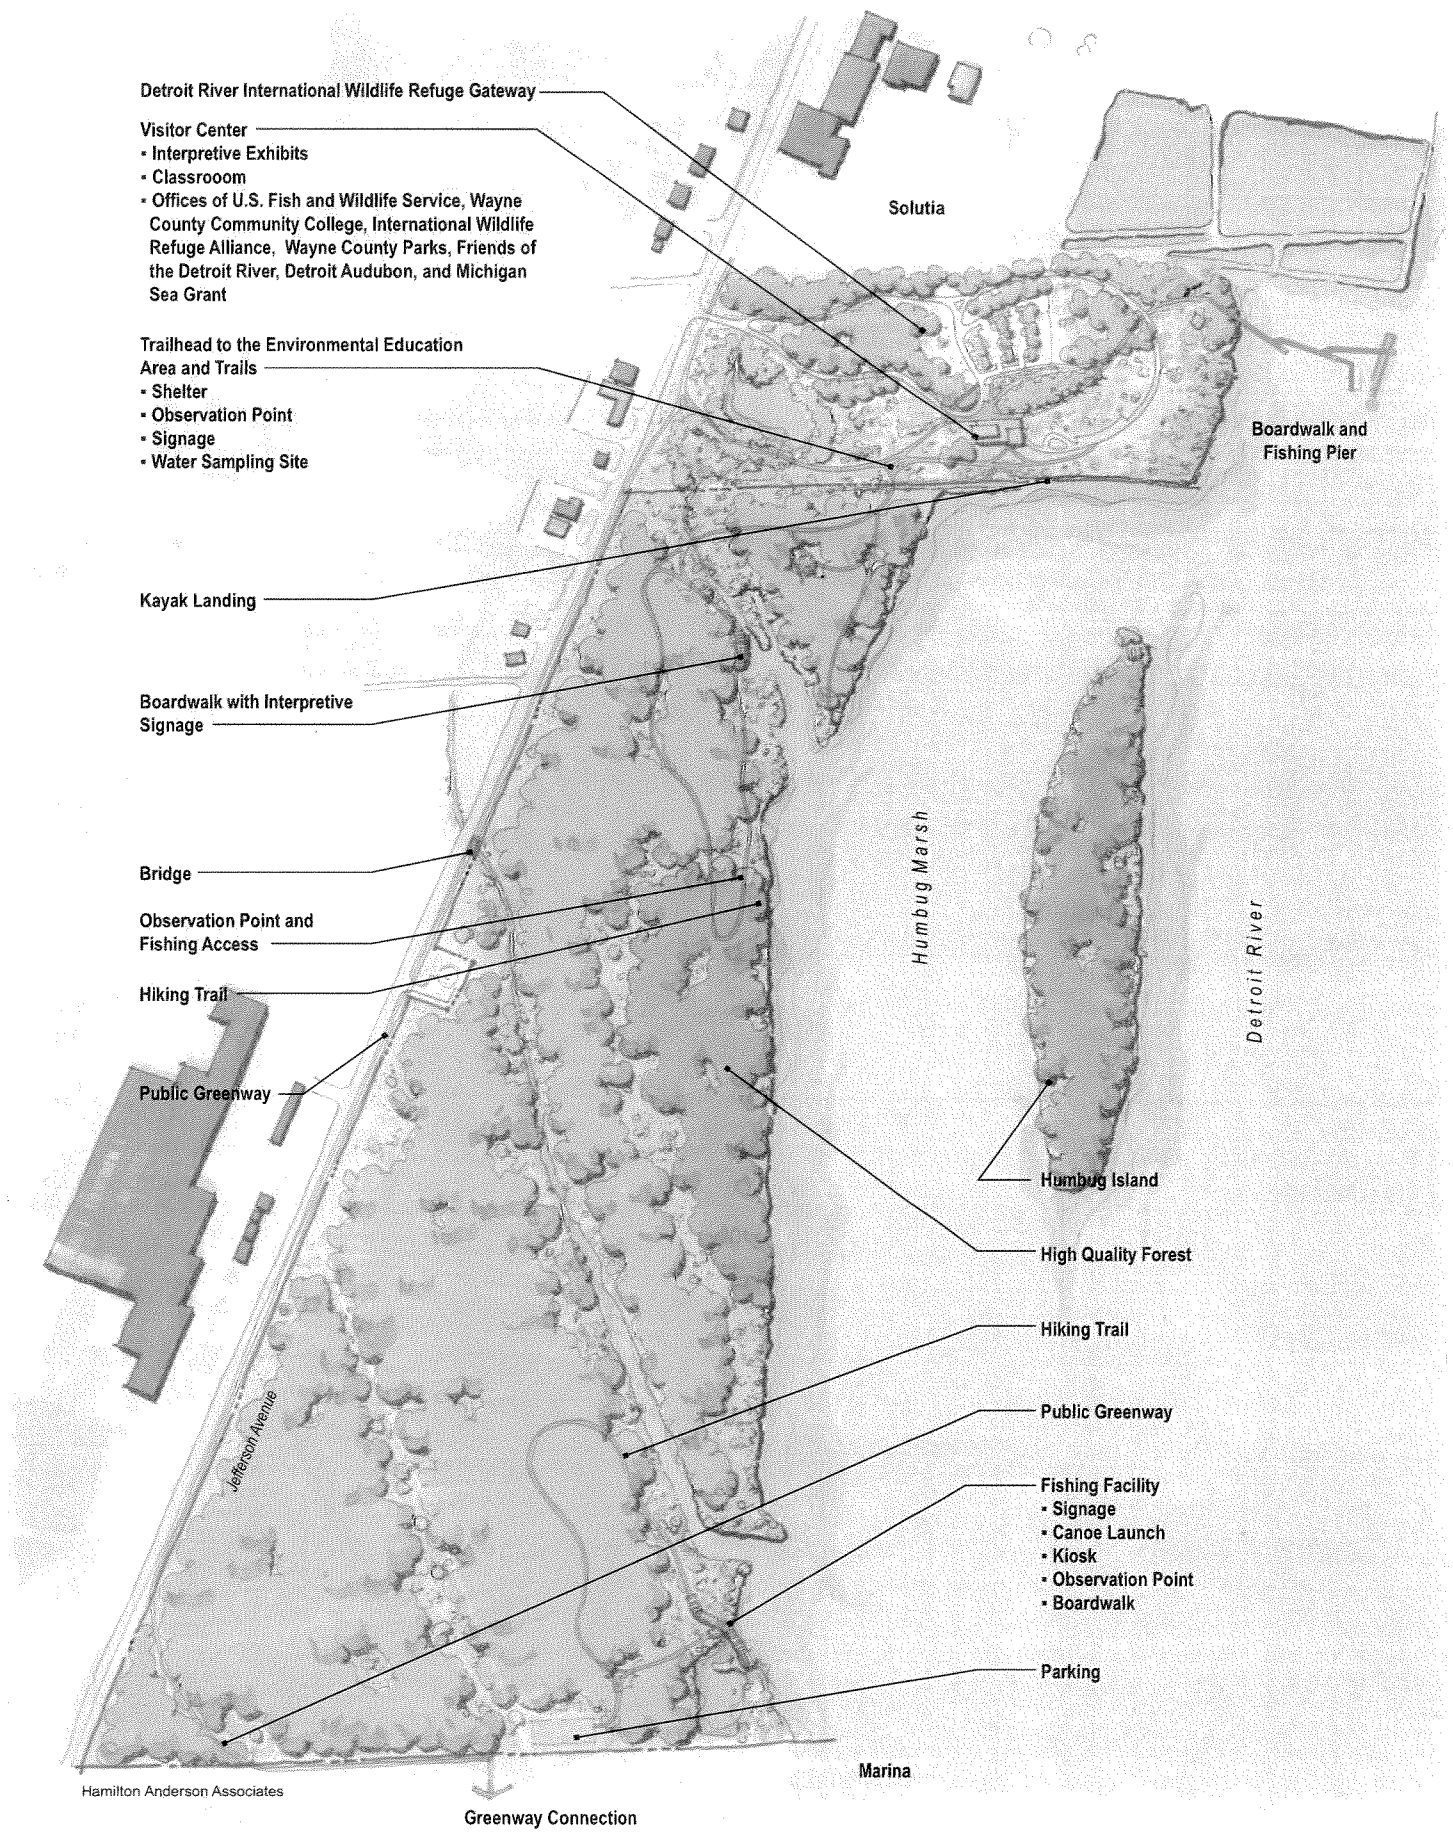 Detroit River International Wildlife Refuge Gateway
Visitor Center
▪ Interpretive Exhibits
▪ Classrooom
▪ Offices of U.S. Fish and Wildlife Service, Wayne
County Community College, International Wildlife
Refuge Alliance, Wayne County Parks, Friends of
the Detroit River, Detroit Audubon, and Michigan
Sea Grant
Solutia
Trailhead to the Environmental Education
Area and Trails
▪ Shelter
▪ Observation Point
▪ Signage
▪ Water Sampling Site
Boardwalk and
Fishing Pier
Kayak Landing
Boardwalk with Interpretive
Signage
Bridge
Observation Point and
Fishing Access
Hiking Trail
Public Greenway
Humbug Marsh
Detroit River
Humbug Island
High Quality Forest
Hiking Trail
Public Greenway
Jefferson Avenue
Fishing Facility
▪ Signage
▪ Canoe Launch
▪ Kiosk
▪ Observation Point
▪ Boardwalk
Parking
Marina
Hamilton Anderson Associates
Greenway Connection